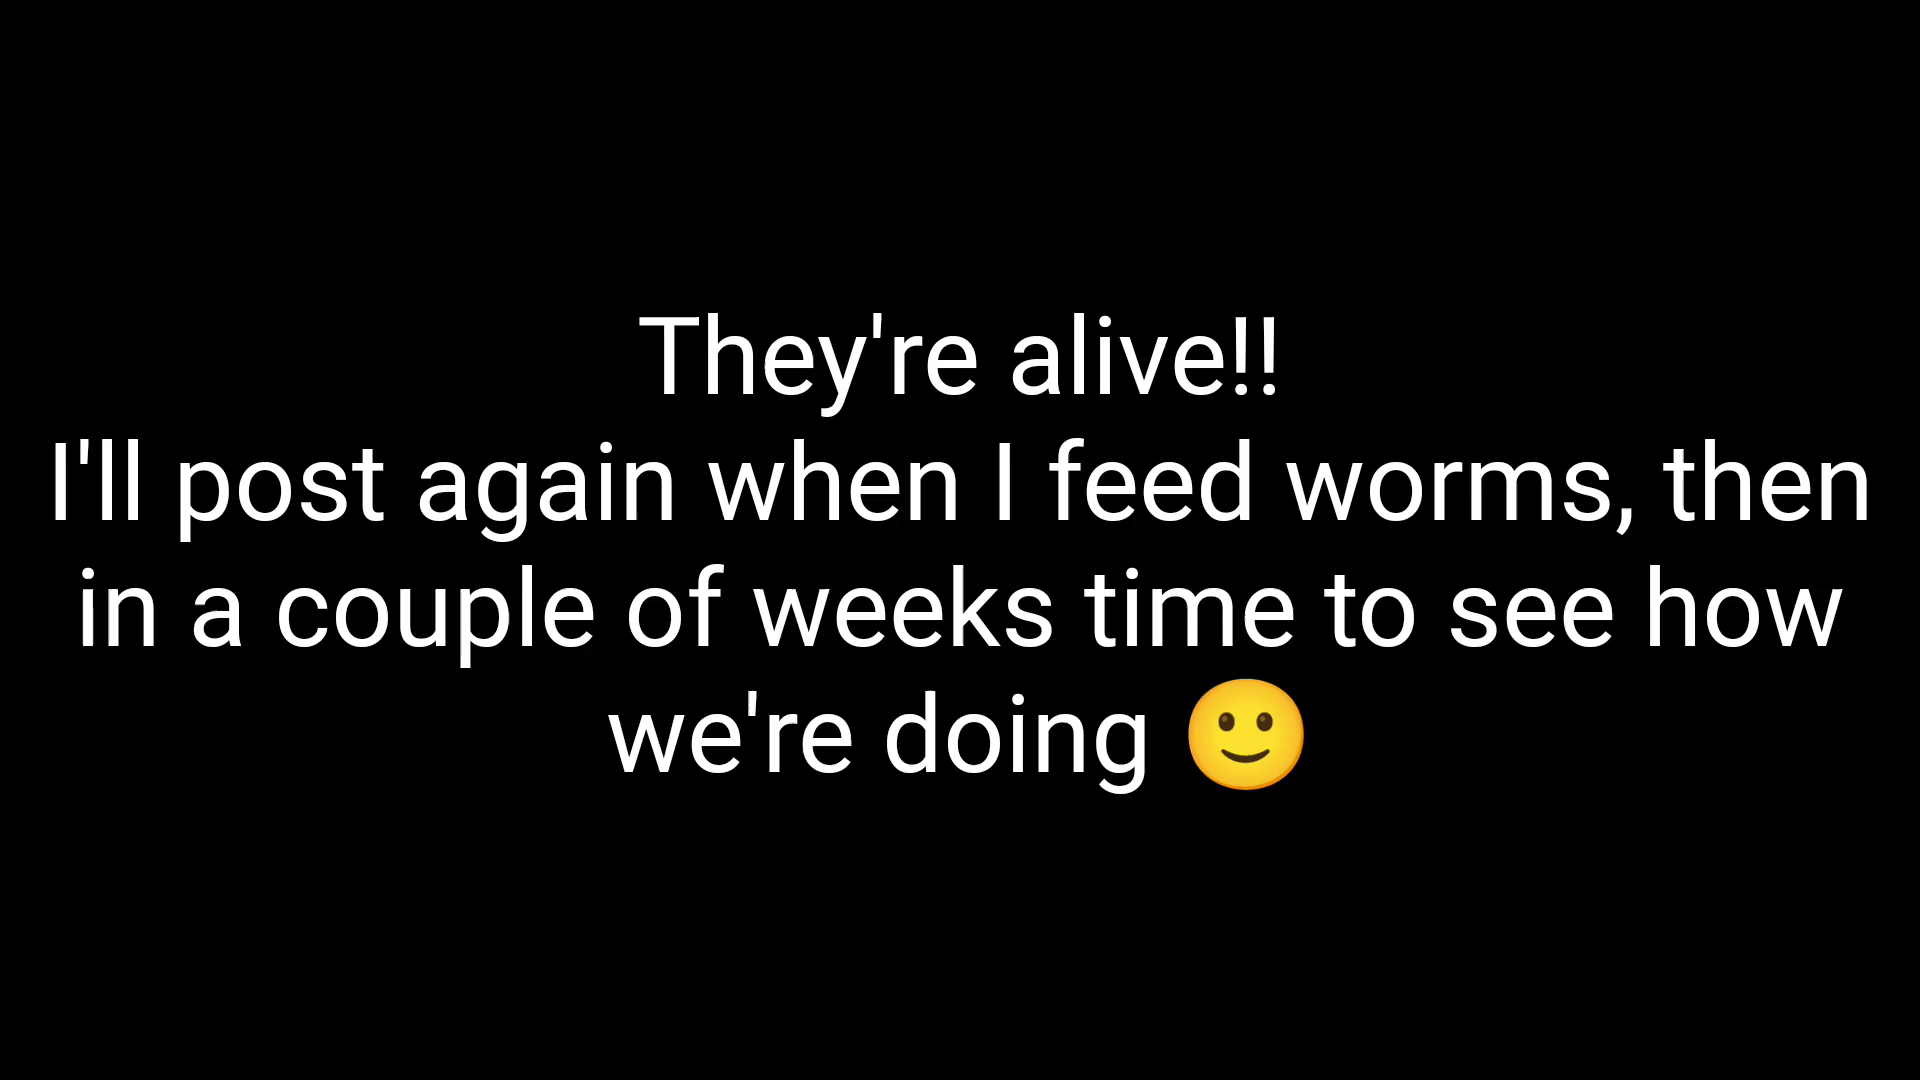 They're alive!!
I'll post again when I feed worms, then
in a couple of weeks time to see how
we're doing 🙂